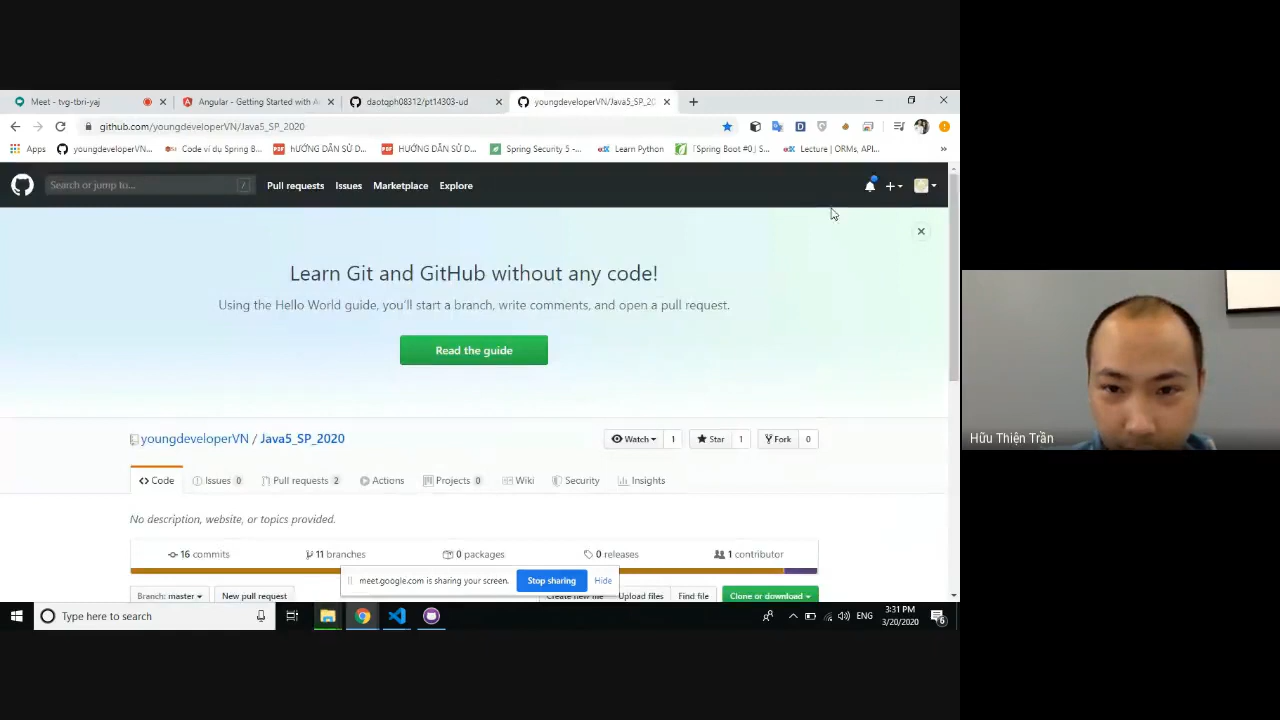 Meet - tvg-tbri-yaj
Angular - Getting Started with A
daotqph08312/pt14303-ud
youngdeveloperVN/Java5_SP_202
github.com/youngdeveloperVN/Java5_SP_2020
Apps
youngdeveloperVN...
Code ví du Spring B...
HƯỚNG DẪN SỬ D...
HƯỚNG DẪN SỬ D...
Spring Security 5 -...
Learn Python
「Spring Boot #0」S...
Lecture | ORMs, API...
»
Search or jump to...
/
Pull requests
Issues
Marketplace
Explore
Learn Git and GitHub without any code!
Using the Hello World guide, you'll start a branch, write comments, and open a pull request.
Read the guide
youngdeveloperVN / Java5_SP_2020
Watch
1
Star
1
Fork
0
Code
Issues 0
Pull requests 2
Actions
Projects 0
Wiki
Security
Insights
No description, website, or topics provided.
16 commits
11 branches
0 packages
0 releases
1 contributor
meet.google.com is sharing your screen.
Stop sharing
Hide
Branch: master
New pull request
Create new file
Upload files
Find file
Clone or download
Type here to search
ENG
3:31 PM
3/20/2020
6
Hữu Thiện Trần